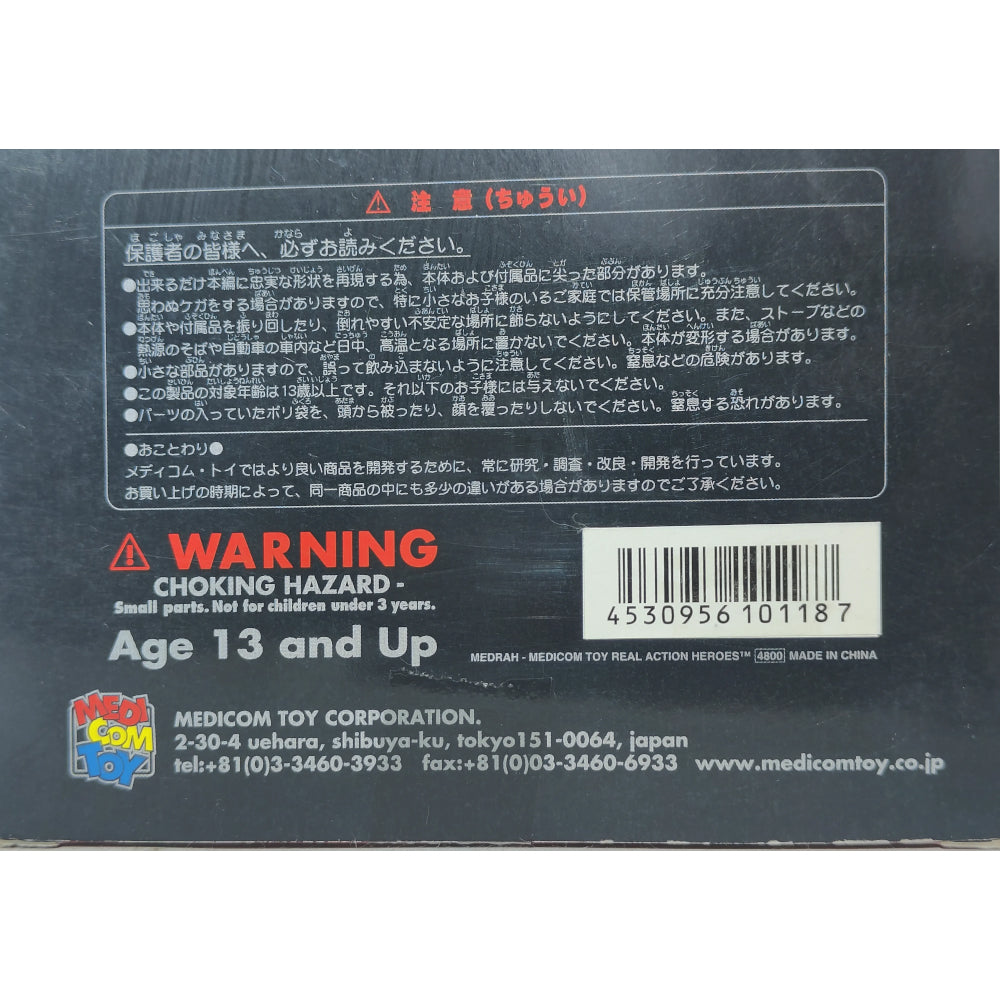 ⚠ 注 意 (ちゅうい)
保護者の皆様へ、必ずお読みください。
●出来るだけ本編に忠実な形状を再現する為、本体および付属品に尖った部分があります。
思わぬケガをする場合がありますので、特に小さなお子様のいるご家庭では保管場所に充分注意してください。
●本体や付属品を振り回したり、倒れやすい不安定な場所に飾らないようにしてください。また、ストーブなどの
熱源のそばや自動車の車内など日中、高温となる場所に置かないでください。本体が変形する場合があります。
●小さな部品がありますので、誤って飲み込まないように注意してください。窒息などの危険があります。
●この製品の対象年齢は13歳以上です。それ以下のお子様には与えないでください。
●パーツの入っていたポリ袋を、頭から被ったり、顔を覆ったりしないでください。窒息する恐れがあります。
●おことわり●
メディコム・トイではより良い商品を開発するために、常に研究・調査・改良・開発を行っています。
お買い上げの時期によって、同一商品の中にも多少の違いがある場合がありますのでご了承ください。
⚠ WARNING
CHOKING HAZARD -
Small parts. Not for children under 3 years.
Age 13 and Up
4530956101187
MEDRAH - MEDICOM TOY REAL ACTION HEROES™ 4800 MADE IN CHINA
MEDI
COM
TOY
MEDICOM TOY CORPORATION.
2-30-4 uehara, shibuya-ku, tokyo151-0064, japan
tel:+81(0)3-3460-3933 fax:+81(0)03-3460-6933 www.medicomtoy.co.jp